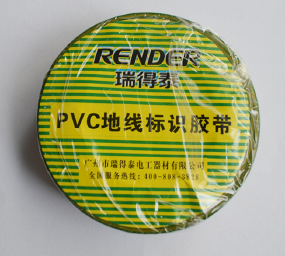 RENDER
瑞得泰
PVC地线标识胶带
广州市瑞得泰电工器材有限公司
全国服务热线：400-808-3828